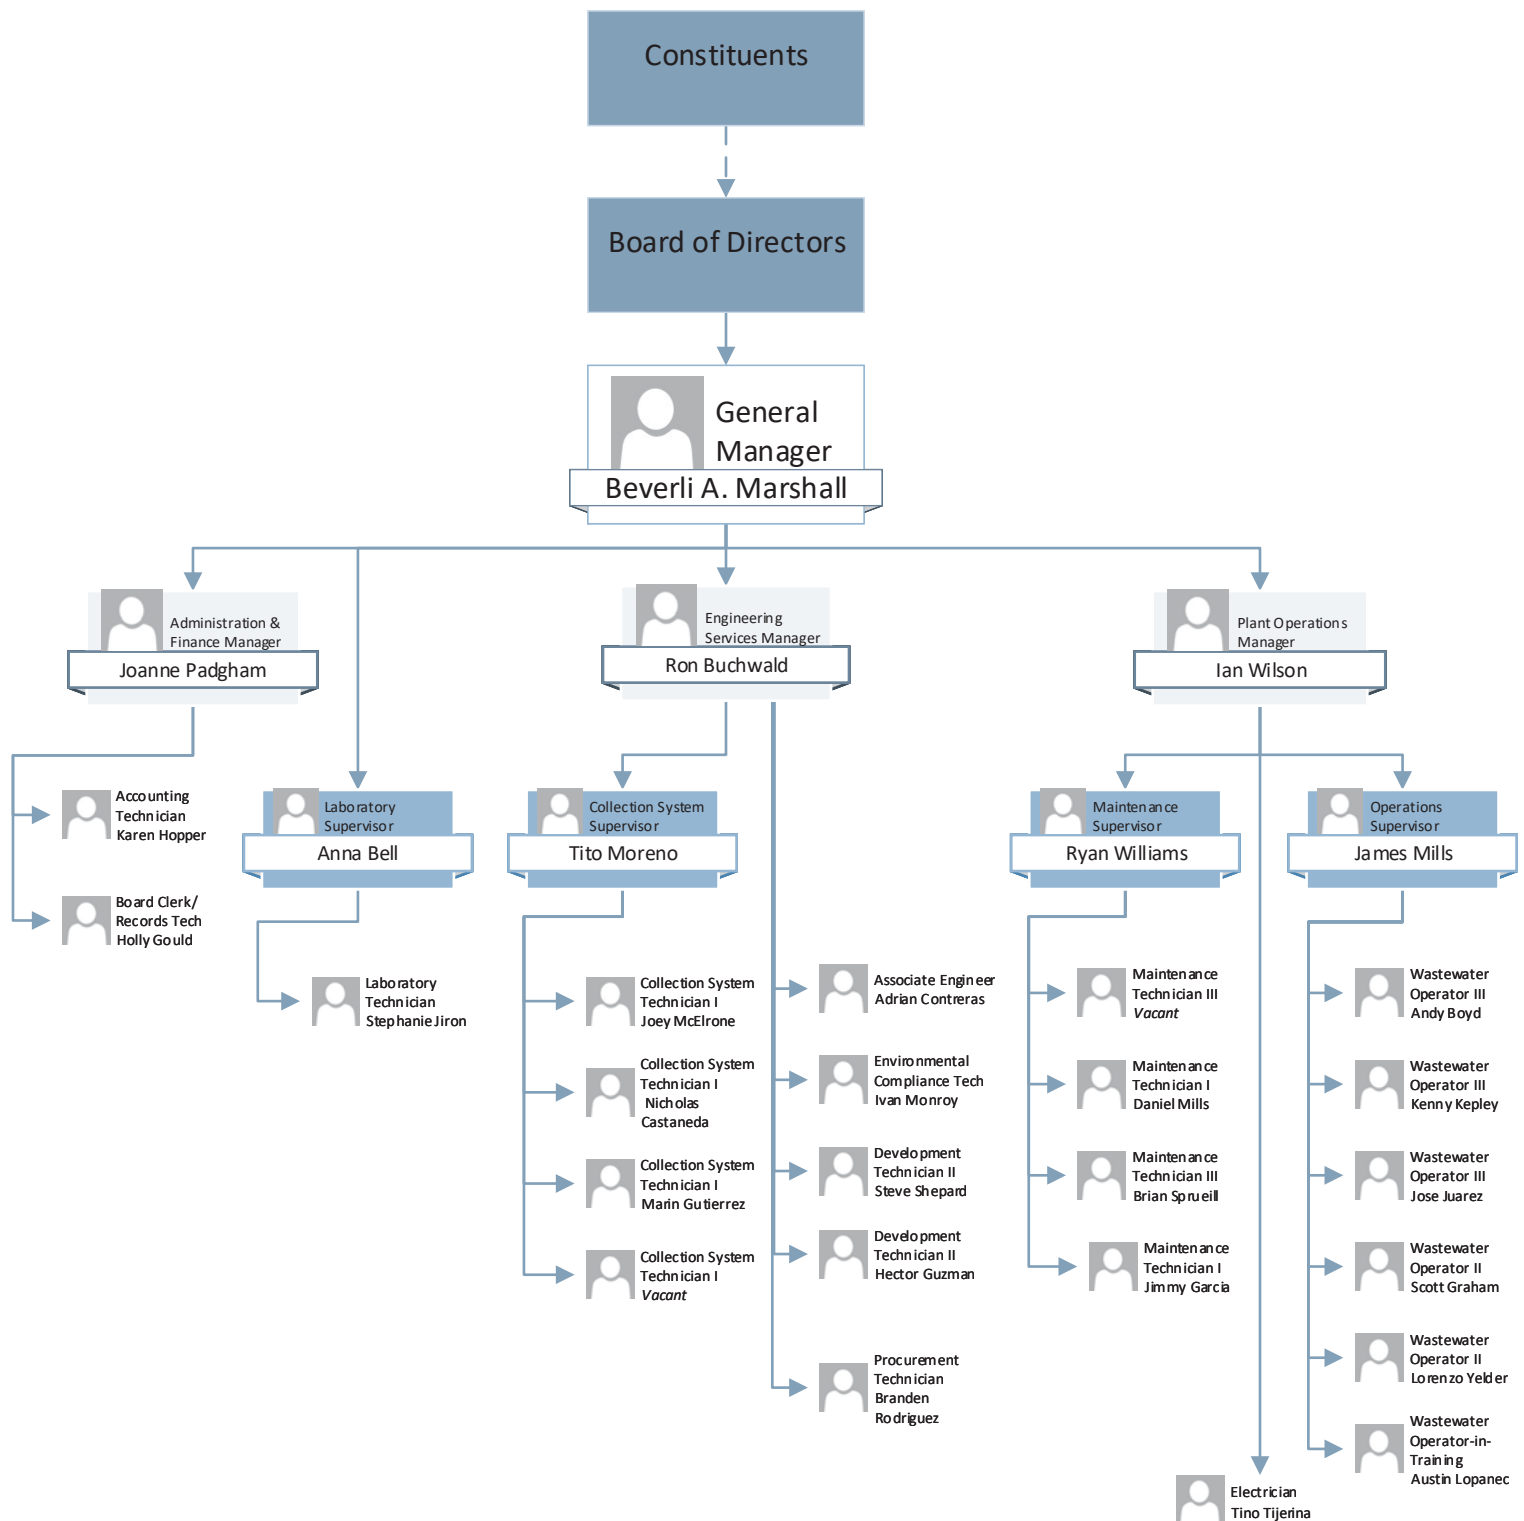 Constituents
Board of Directors
General
Manager
Beverli A. Marshall
Administration &
Finance Manager
Joanne Padgham
Engineering
Services Manager
Ron Buchwald
Plant Operations
Manager
Ian Wilson
Accounting
Technician
Karen Hopper
Board Clerk/
Records Tech
Holly Gould
Laboratory
Supervisor
Anna Bell
Laboratory
Technician
Stephanie Jiron
Collection System
Supervisor
Tito Moreno
Collection System
Technician I
Joey McElrone
Collection System
Technician I
Nicholas
Castaneda
Collection System
Technician I
Marin Gutierrez
Collection System
Technician I
Vacant
Associate Engineer
Adrian Contreras
Environmental
Compliance Tech
Ivan Monroy
Development
Technician II
Steve Shepard
Development
Technician II
Hector Guzman
Procurement
Technician
Branden
Rodriguez
Maintenance
Supervisor
Ryan Williams
Maintenance
Technician III
Vacant
Maintenance
Technician I
Daniel Mills
Maintenance
Technician III
Brian Sprueill
Maintenance
Technician I
Jimmy Garcia
Operations
Supervisor
James Mills
Wastewater
Operator III
Andy Boyd
Wastewater
Operator III
Kenny Kepley
Wastewater
Operator III
Jose Juarez
Wastewater
Operator II
Scott Graham
Wastewater
Operator II
Lorenzo Yelder
Wastewater
Operator-in-
Training
Austin Lopanec
Electrician
Tino Tijerina